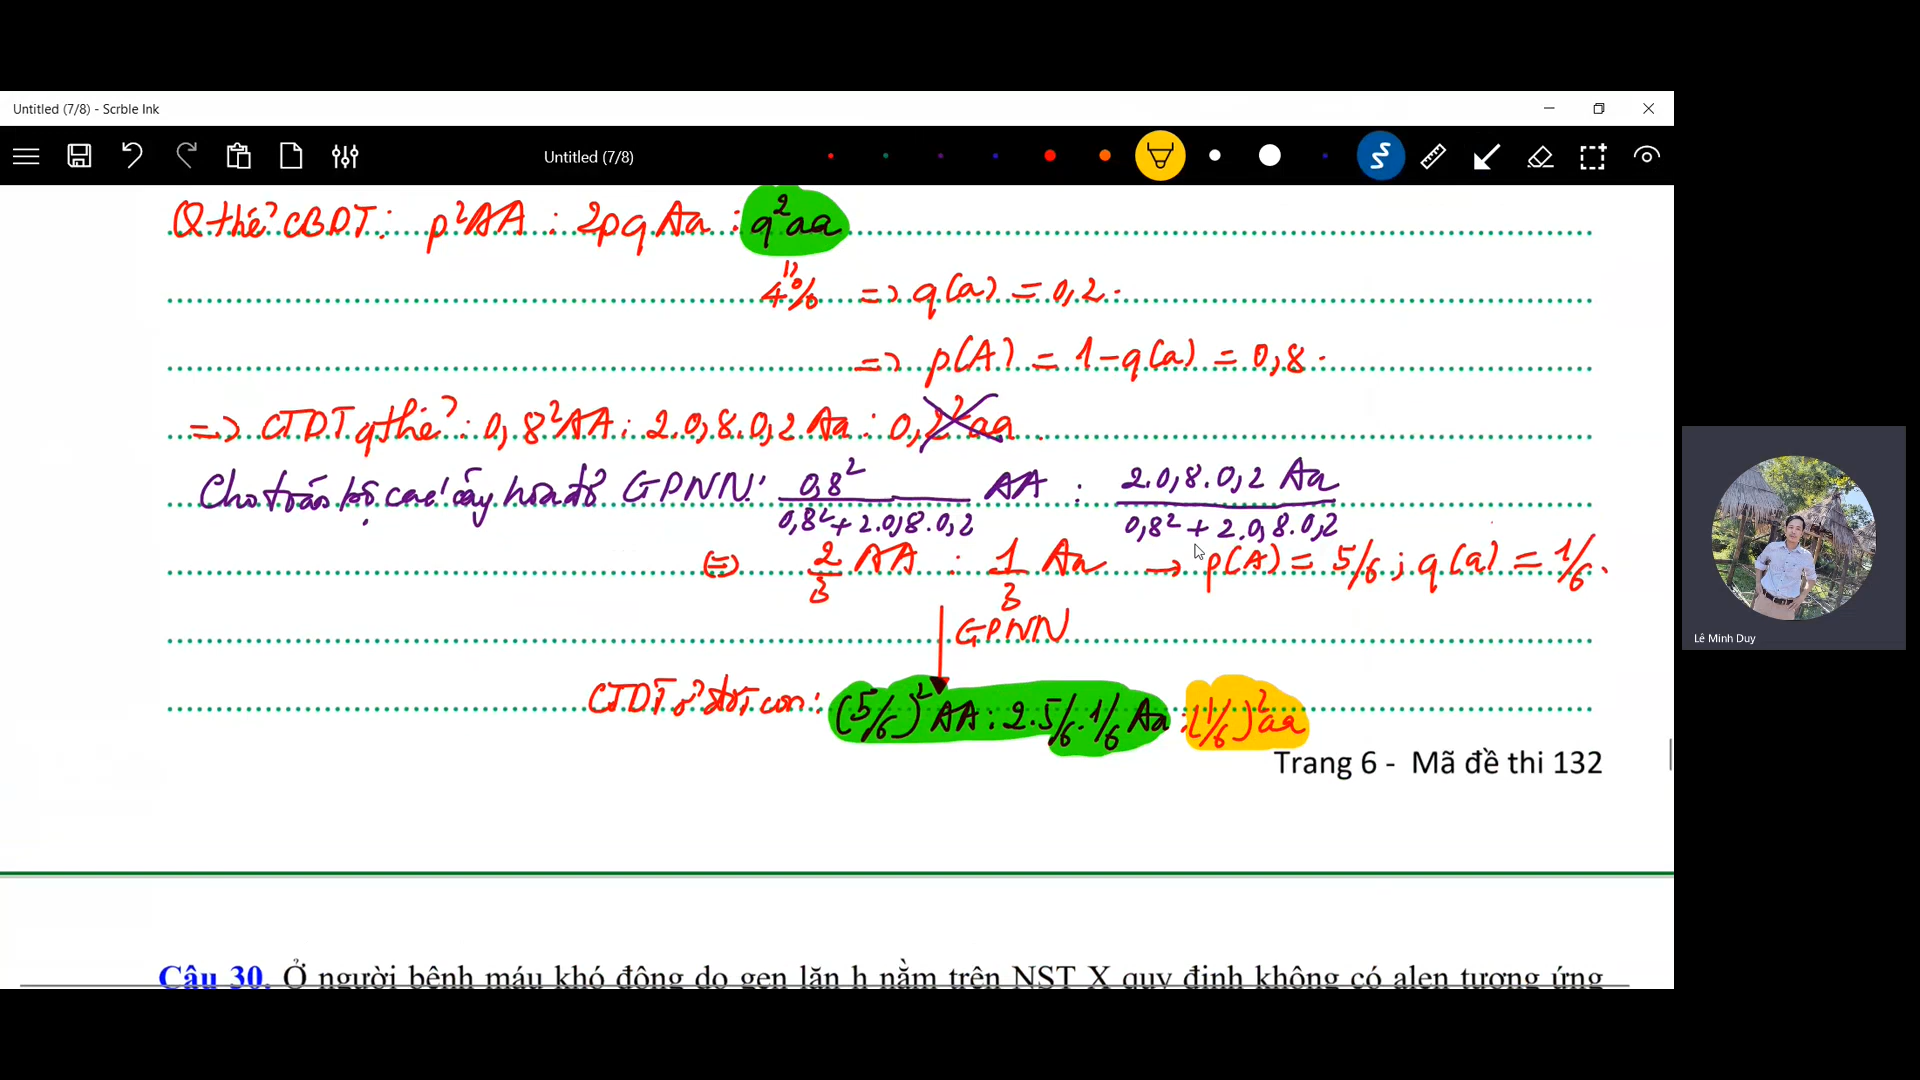 Untitled (7/8) - Scrble Ink
Untitled (7/8)
Q thể CBDT: p²AA : 2pq Aa : q²aa
4% => q(a) = 0,2.
=> p(A) = 1-q(a) = 0,8.
=> CTDT qthể: 0,8²AA : 2.0,8.0,2 Aa : 0,2²aa.
Cho toàn bộ các cây hoa đỏ GPNN: 0,8²/(0,8²+2.0,8.0,2) AA : 2.0,8.0,2 Aa/(0,8²+2.0,8.0,2)
(=) 2/3 AA : 1/3 Aa → p(A) = 5/6 ; q(a) = 1/6.
GPNN
CTDT ở đời con: (5/6)²AA : 2.5/6.1/6 Aa : (1/6)²aa
Trang 6 - Mã đề thi 132
Câu 30. Ở người bệnh máu khó đông do gen lặn h nằm trên NST X quy định không có alen tương ứng
Lê Minh Duy